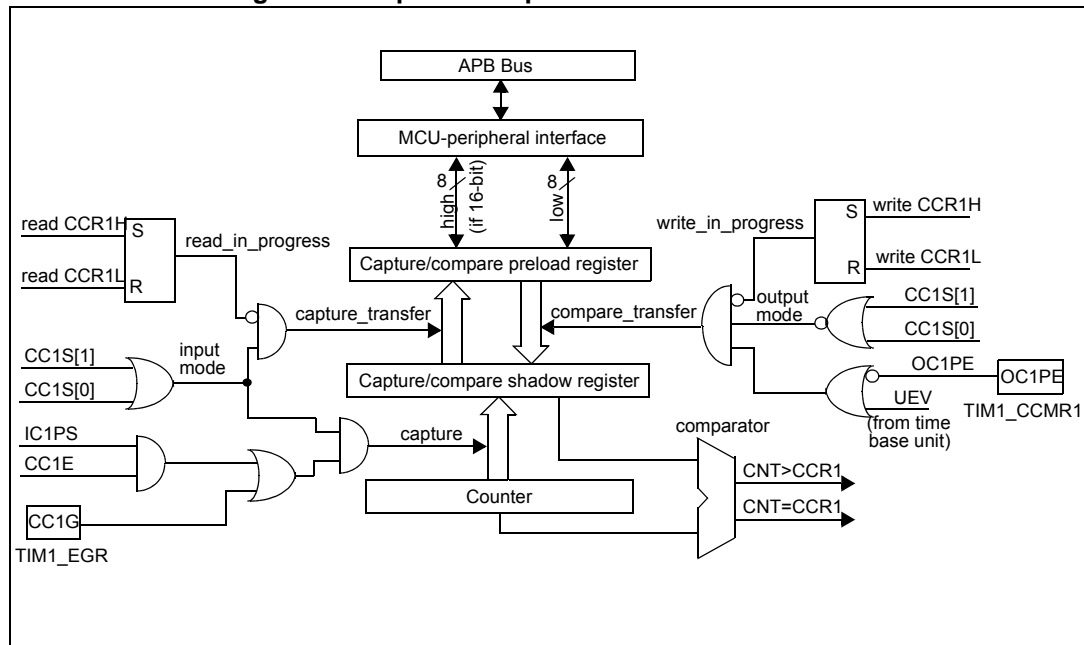 APB Bus
MCU-peripheral interface
8
high
(if 16-bit)
8
low
read CCR1H
S
read_in_progress
read CCR1L
R
write_in_progress
S
write CCR1H
R
write CCR1L
Capture/compare preload register
capture_transfer
compare_transfer
output
mode
CC1S[1]
CC1S[0]
CC1S[1]
input
mode
CC1S[0]
Capture/compare shadow register
OC1PE
OC1PE
UEV
TIM1_CCMR1
(from time
base unit)
IC1PS
CC1E
capture
comparator
Counter
CNT>CCR1
CNT=CCR1
CC1G
TIM1_EGR